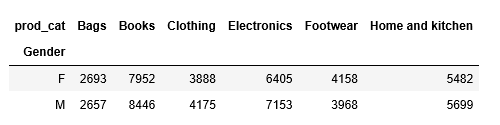 prod_cat Bags Books Clothing Electronics Footwear Home and kitchen
Gender
F 2693 7952 3888 6405 4158 5482
M 2657 8446 4175 7153 3968 5699